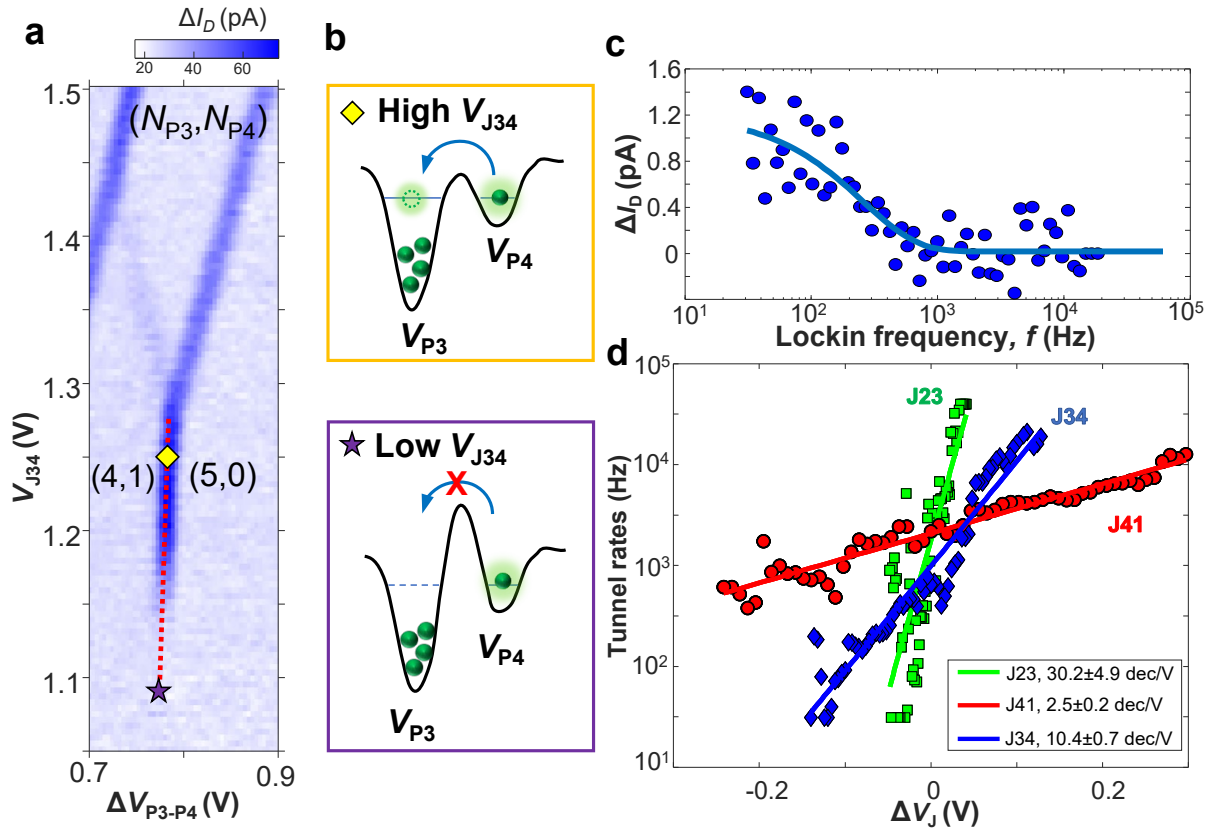 a
ΔI_D (pA)
20 40 60
(N_P3,N_P4)
1.5
1.4
1.3
1.2
1.1
V_J34 (V)
(4,1) (5,0)
0.7 0.9
ΔV_P3-P4 (V)
b
High V_J34
V_P4
V_P3
Low V_J34
X
V_P4
V_P3
c
1.6
1.2
0.8
0.4
0
ΔI_D (pA)
10^1 10^2 10^3 10^4 10^5
Lockin frequency, f (Hz)
d
10^5
10^4
10^3
10^2
10^1
Tunnel rates (Hz)
J23
J34
J41
J23, 30.2±4.9 dec/V
J41, 2.5±0.2 dec/V
J34, 10.4±0.7 dec/V
-0.2 0 0.2
ΔV_J (V)